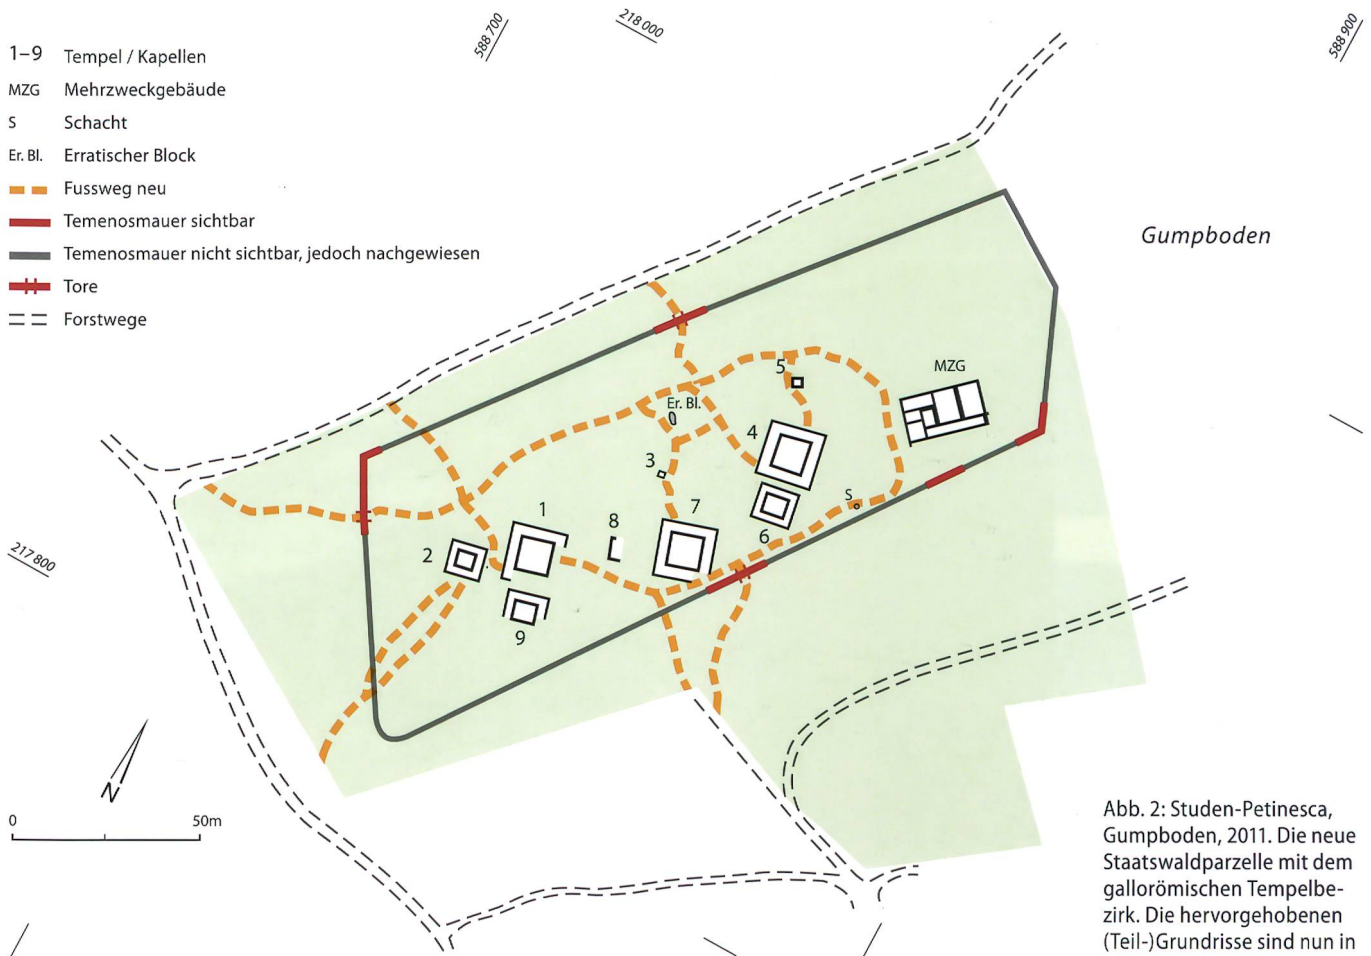 588 700
218 000
588 900
1–9 Tempel / Kapellen
MZG Mehrzweckgebäude
S Schacht
Er. Bl. Erratischer Block
Fussweg neu
Temenosmauer sichtbar
Temenosmauer nicht sichtbar, jedoch nachgewiesen
Tore
Forstwege
Gumpboden
5
MZG
Er. Bl.
4
3
S
1
8
7
6
2
9
217 800
N
0 50m
Abb. 2: Studen-Petinesca,
Gumpboden, 2011. Die neue
Staatswaldparzelle mit dem
gallorömischen Tempelbe-
zirk. Die hervorgehobenen
(Teil-)Grundrisse sind nun in